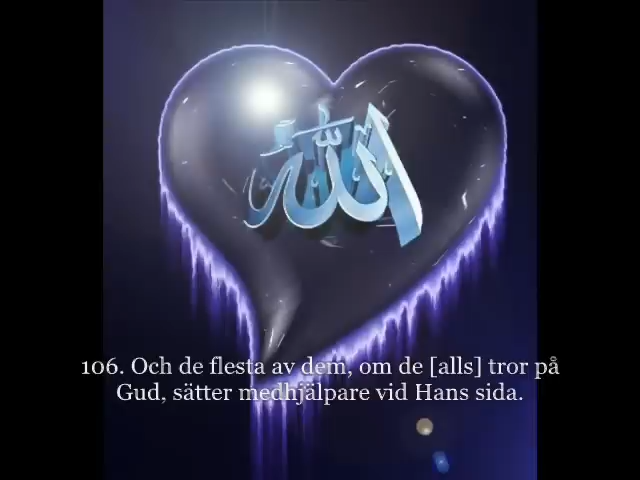 الله
106. Och de flesta av dem, om de [alls] tror på
Gud, sätter medhjälpare vid Hans sida.